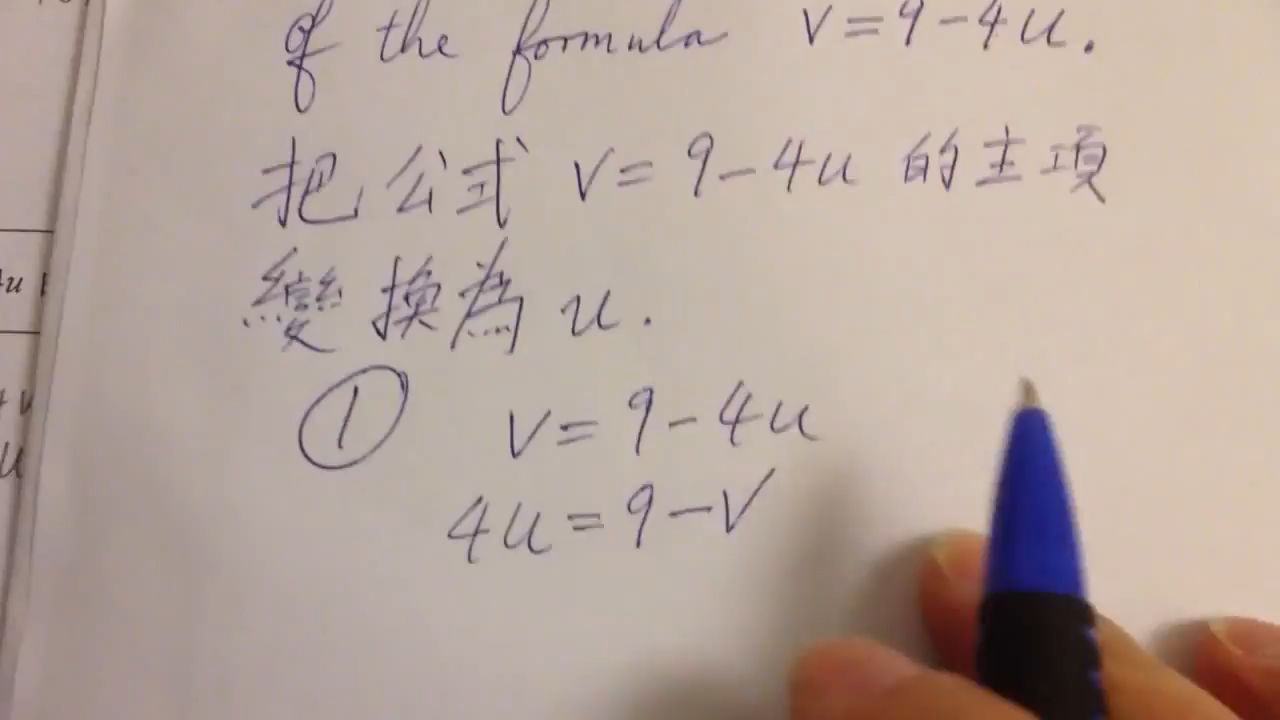 of the formula v=9-4u.
把公式 v=9-4u 的主項
變換為 u.
① v=9-4u
4u=9-v